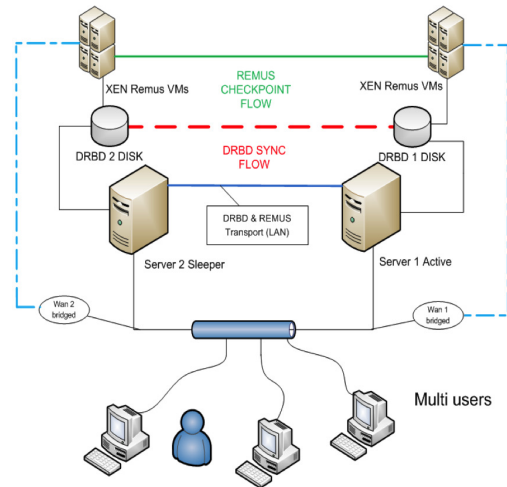 XEN Remus VMs
REMUS
CHECKPOINT
FLOW
XEN Remus VMs
DRBD 2 DISK
DRBD SYNC
FLOW
DRBD 1 DISK
DRBD & REMUS
Transport (LAN)
Server 2 Sleeper
Server 1 Active
Wan 2
bridged
Wan 1
bridged
Multi users